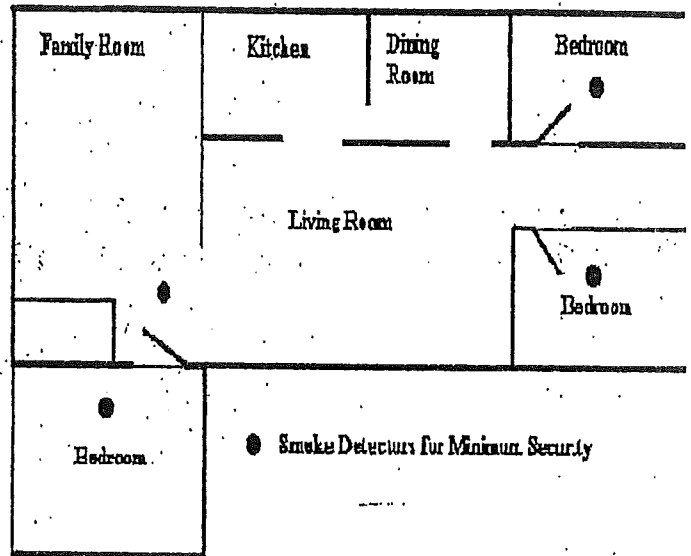 Family Room
Kitchen
Dining
Room
Bedroom
Living Room
Bedroom
Bedroom
Smoke Detectors for Minimum Security